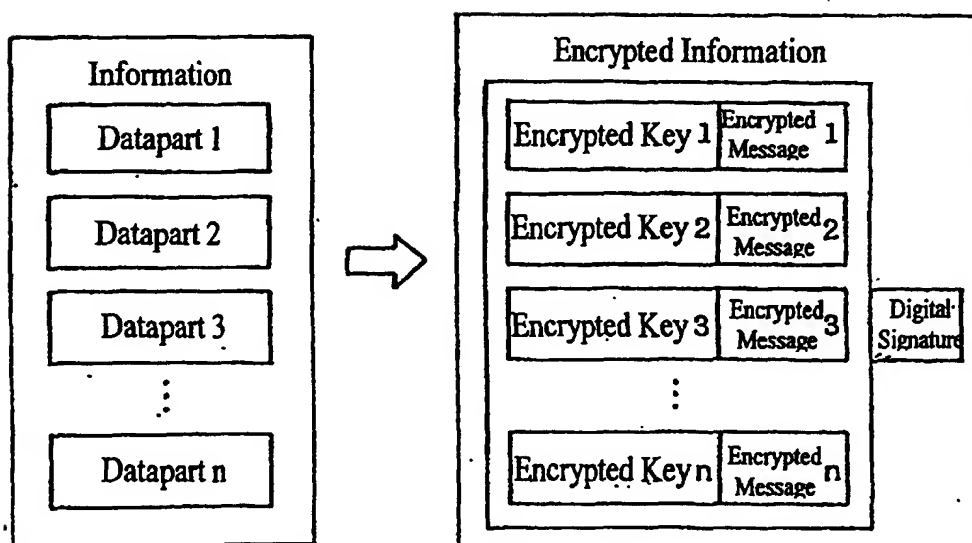 Information
Datapart 1
Datapart 2
Datapart 3
Datapart n
Encrypted Information
Encrypted Key 1
Encrypted
Message 1
Encrypted Key 2
Encrypted
Message 2
Encrypted Key 3
Encrypted
Message 3
Encrypted Key n
Encrypted
Message n
Digital
Signature